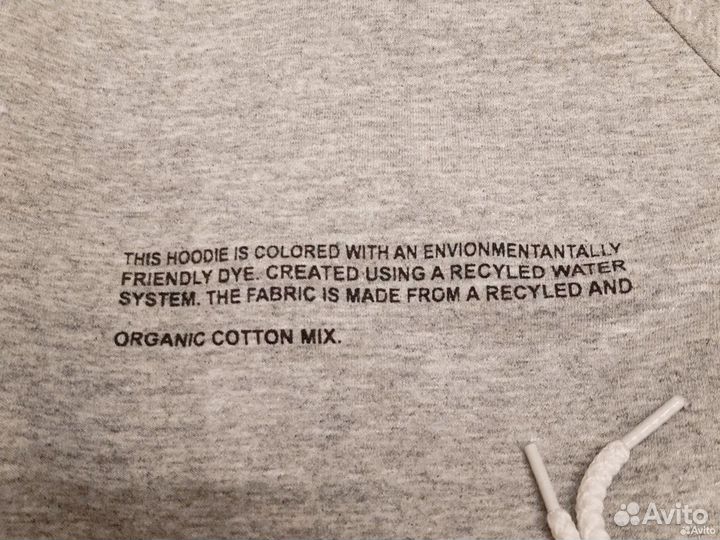 THIS HOODIE IS COLORED WITH AN ENVIONMENTANTALLY
FRIENDLY DYE. CREATED USING A RECYLED WATER
SYSTEM. THE FABRIC IS MADE FROM A RECYLED AND
ORGANIC COTTON MIX.
Avito
Avito